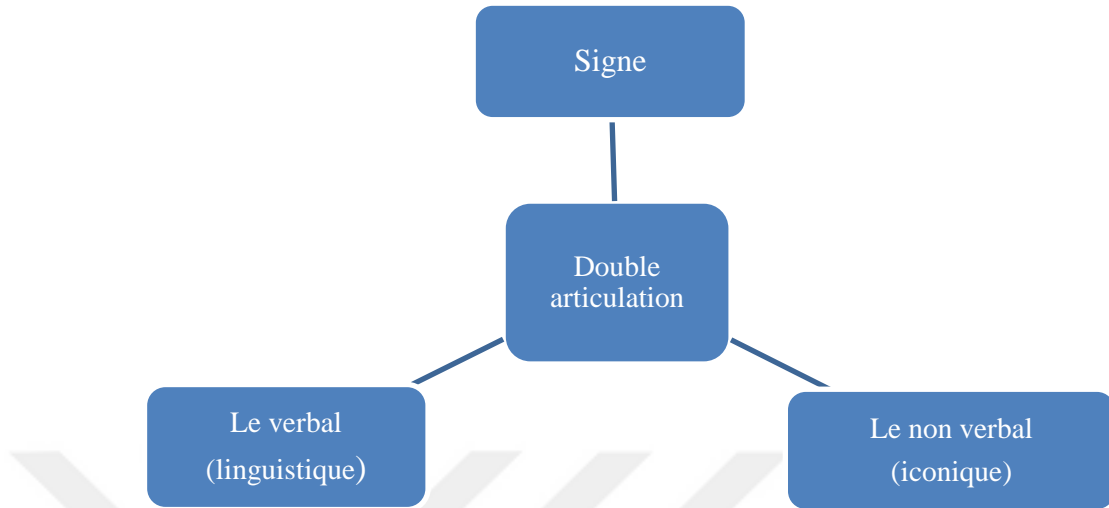 Signe
Double
articulation
Le verbal
(linguistique)
Le non verbal
(iconique)